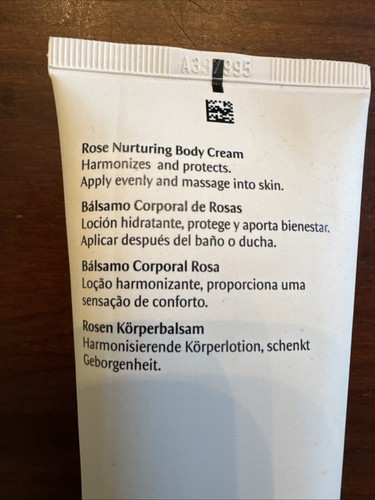 Rose Nurturing Body Cream
Harmonizes and protects.
Apply evenly and massage into skin.
Bálsamo Corporal de Rosas
Loción hidratante, protege y aporta bienestar.
Aplicar después del baño o ducha.
Bálsamo Corporal Rosa
Loção harmonizante, proporciona uma
sensação de conforto.
Rosen Körperbalsam
Harmonisierende Körperlotion, schenkt
Geborgenheit.